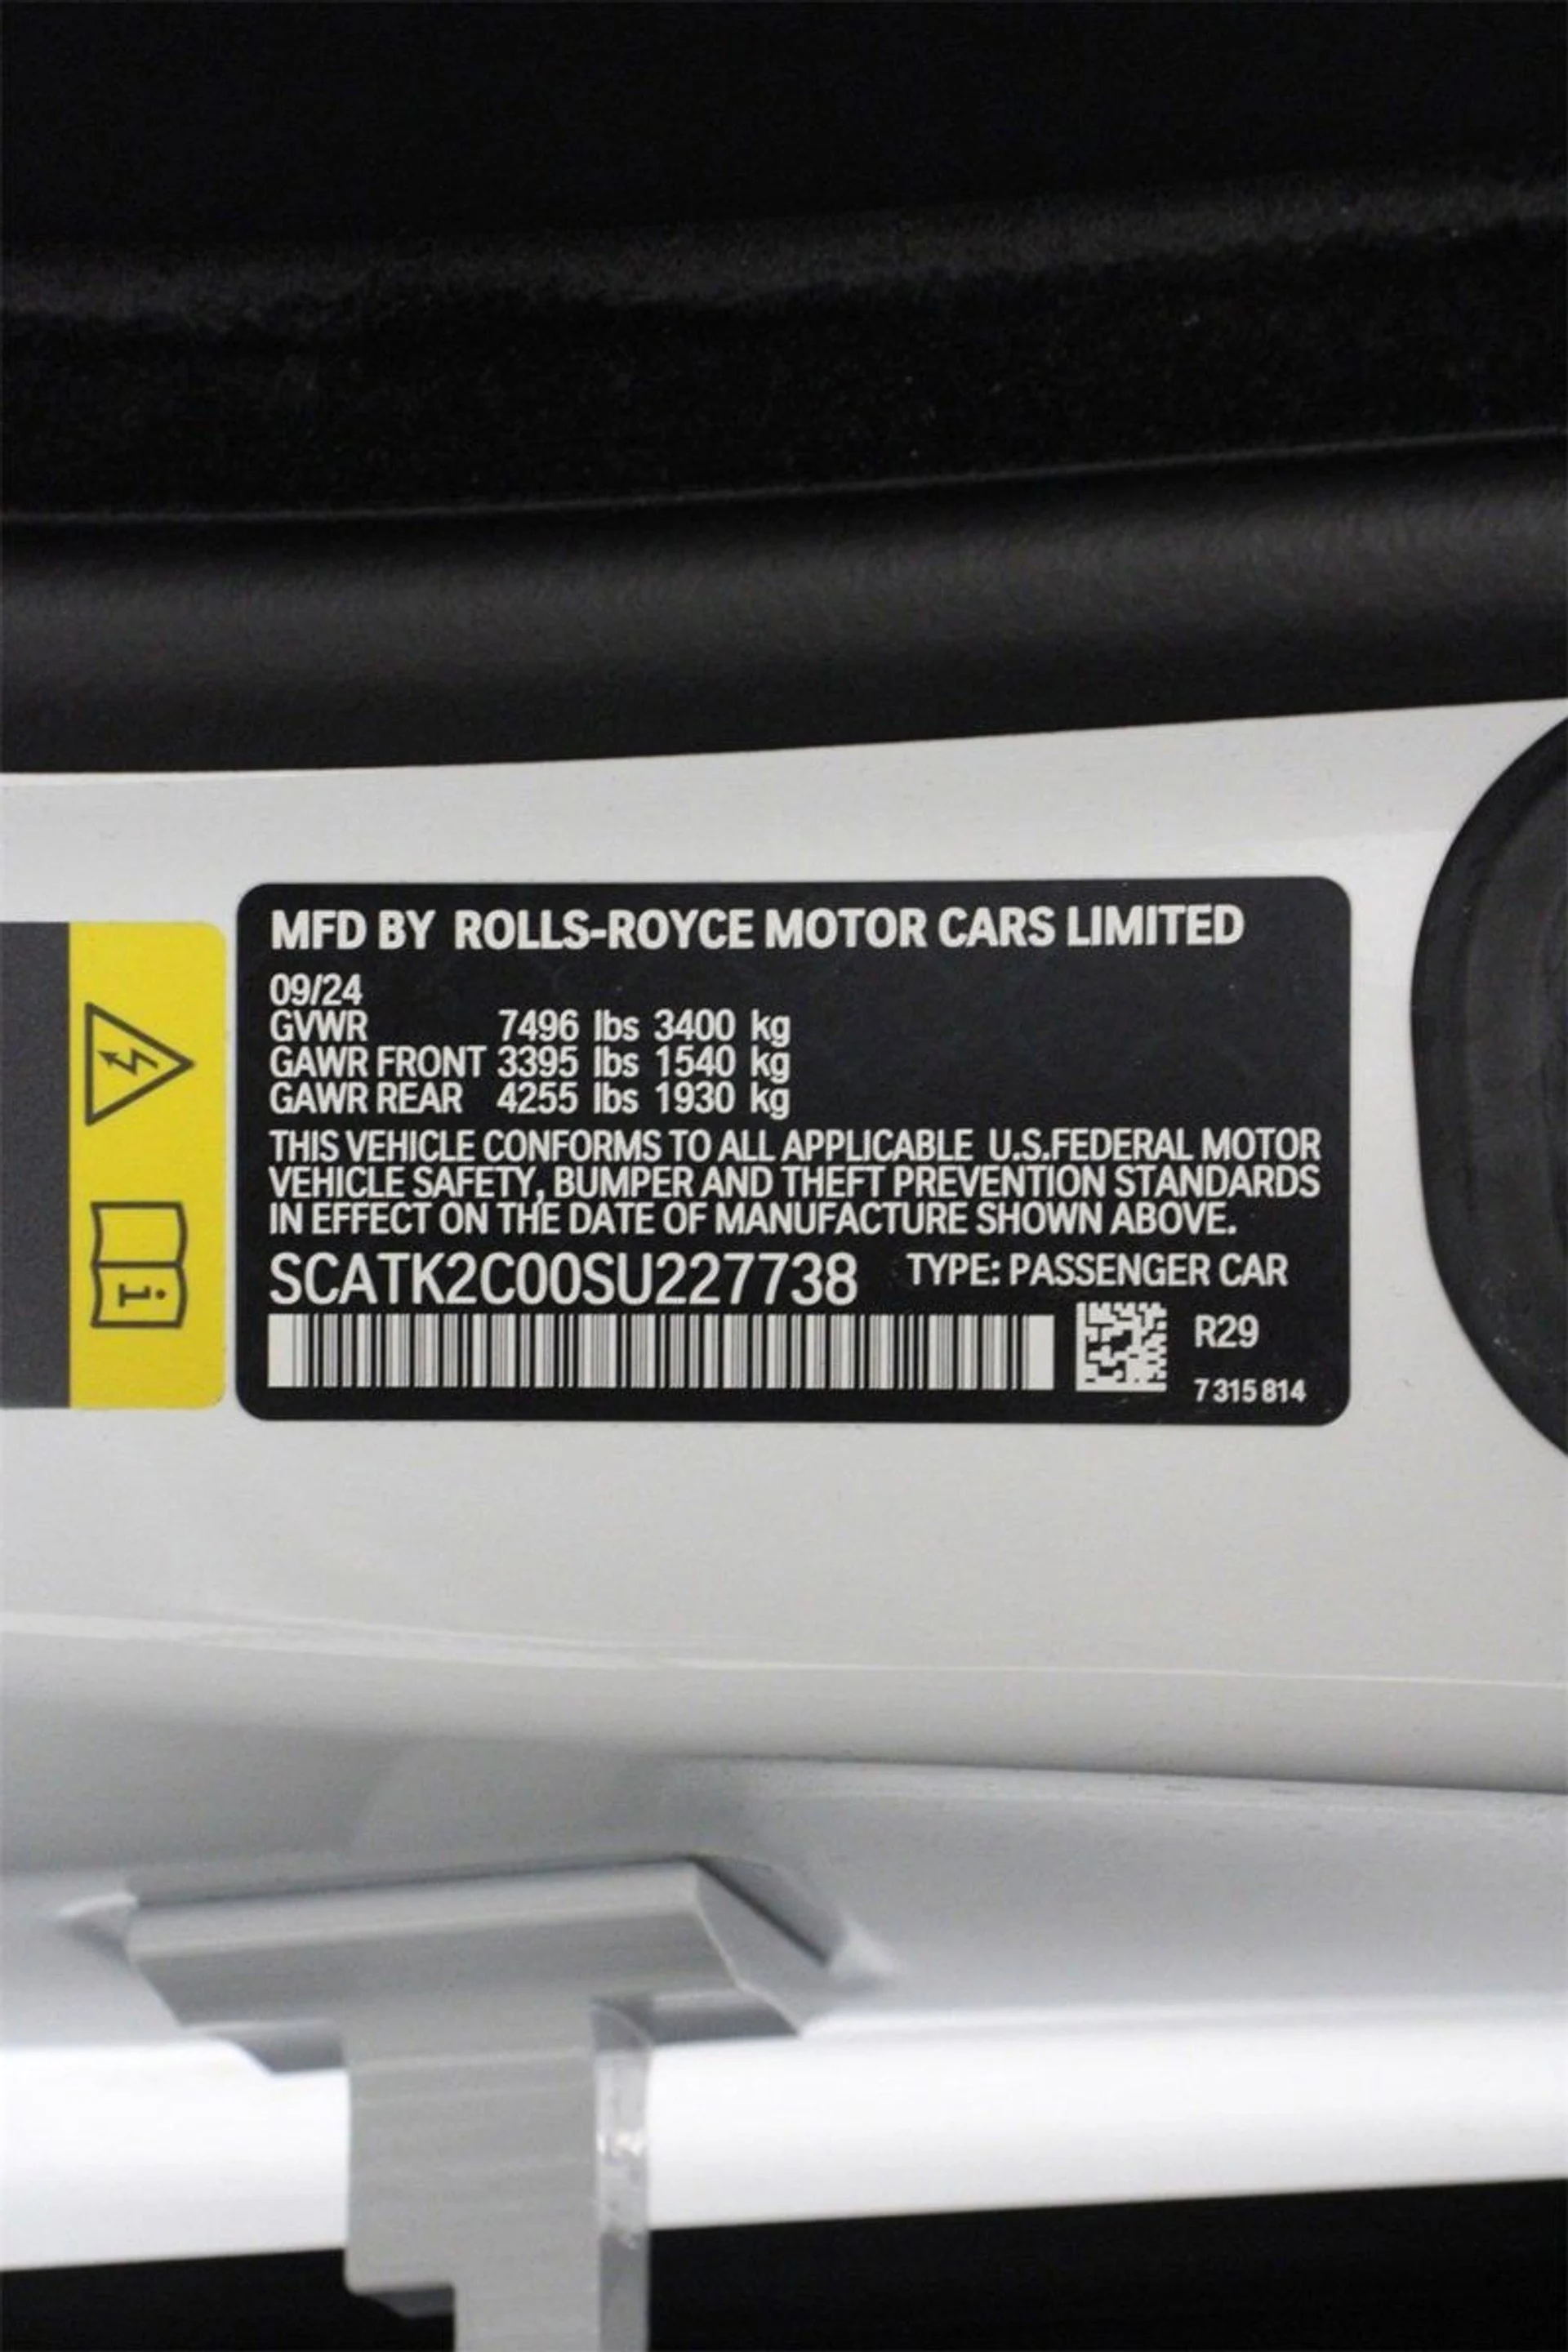 MFD BY ROLLS-ROYCE MOTOR CARS LIMITED
09/24
GVWR 7496 lbs 3400 kg
GAWR FRONT 3395 lbs 1540 kg
GAWR REAR 4255 lbs 1930 kg
THIS VEHICLE CONFORMS TO ALL APPLICABLE U.S.FEDERAL MOTOR
VEHICLE SAFETY, BUMPER AND THEFT PREVENTION STANDARDS
IN EFFECT ON THE DATE OF MANUFACTURE SHOWN ABOVE.
SCATK2C00SU227738 TYPE: PASSENGER CAR
R29
7 315 814
i